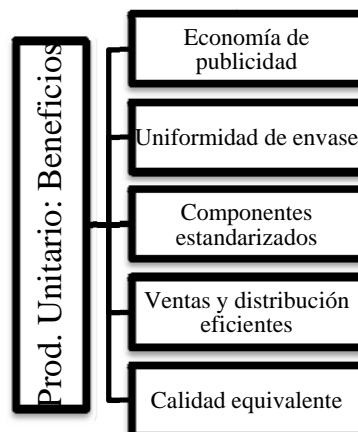 Prod. Unitario: Beneficios
Economía de
publicidad
Uniformidad de envase
Componentes
estandarizados
Ventas y distribución
eficientes
Calidad equivalente